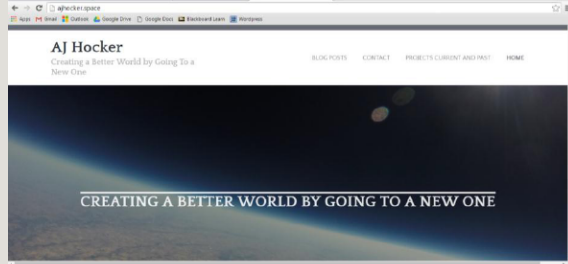 ajhocker.space
Apps Gmail Outlook Google Drive Google Docs Blackboard Learn Wordpress
AJ Hocker
Creating a Better World by Going To a
New One
BLOG POSTS CONTACT PROJECTS CURRENT AND PAST HOME
CREATING A BETTER WORLD BY GOING TO A NEW ONE